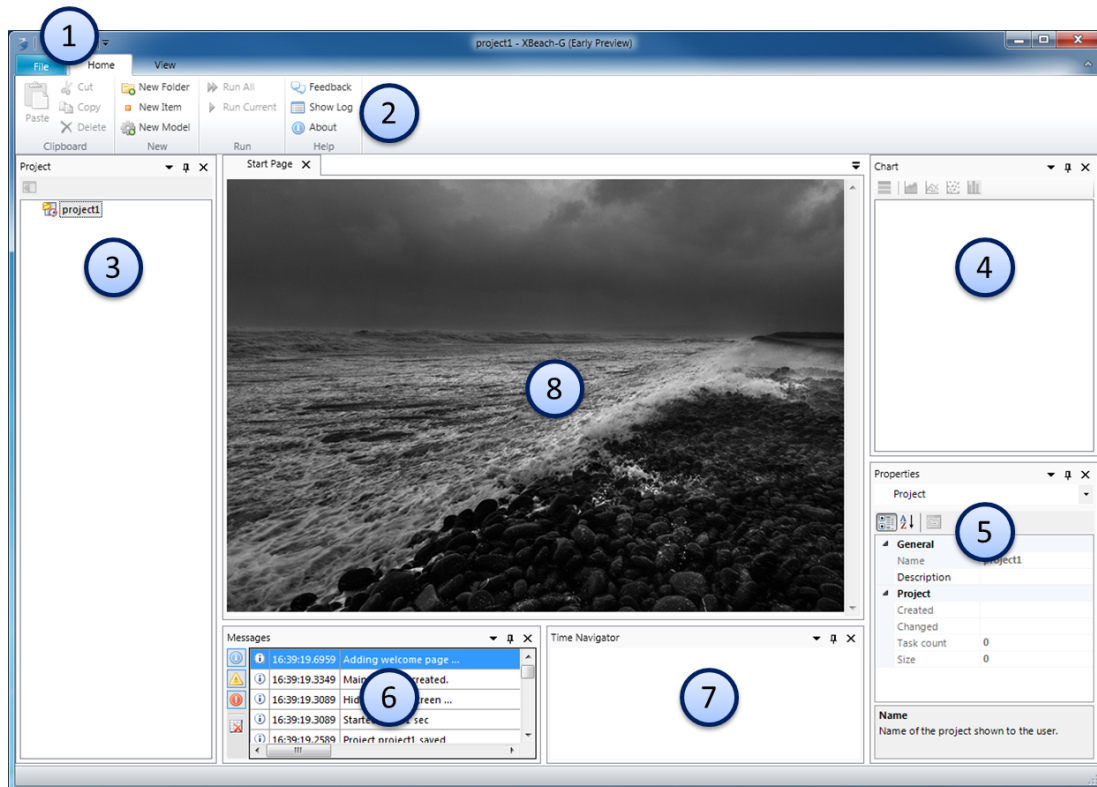 1
project1 - XBeach-G (Early Preview)
File Home View
Paste
Cut
Copy
Delete
Clipboard
New Folder
New Item
New Model
New
Run All
Run Current
Run
Feedback
Show Log
About
Help
2
Project
project1
3
Start Page
8
Chart
4
Properties
Project
5
General
Name project1
Description
Project
Created
Changed
Task count 0
Size 0
Name
Name of the project shown to the user.
Messages
16:39:19.6959 Adding welcome page ...
16:39:19.3349 Main created.
16:39:19.3089 ...
16:39:19.3089 sec
16:39:19.2589 Project project1 saved
6
Time Navigator
7